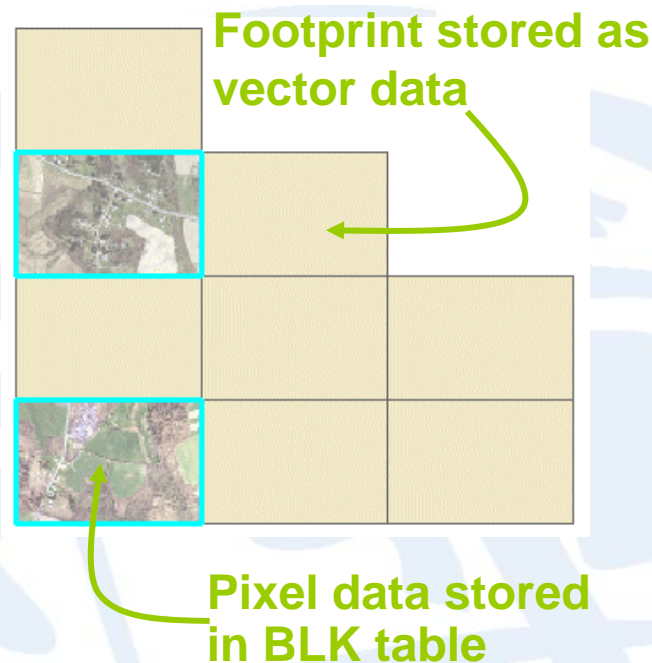 Footprint stored as
vector data
Pixel data stored
in BLK table